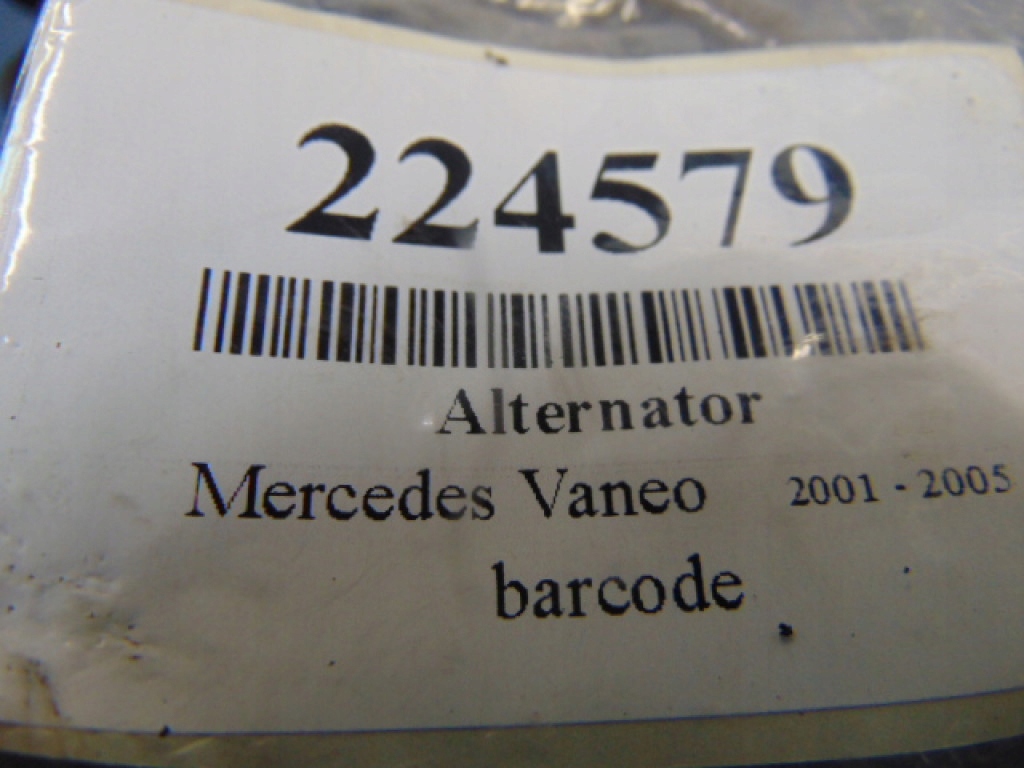 224579
Alternator
Mercedes Vaneo 2001 - 2005
barcode